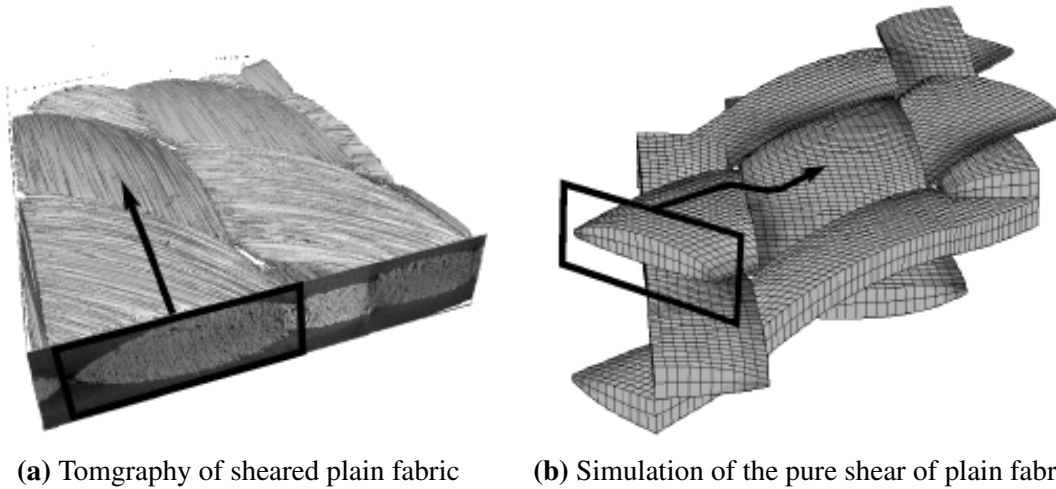 (a) Tomgraphy of sheared plain fabric
(b) Simulation of the pure shear of plain fabr